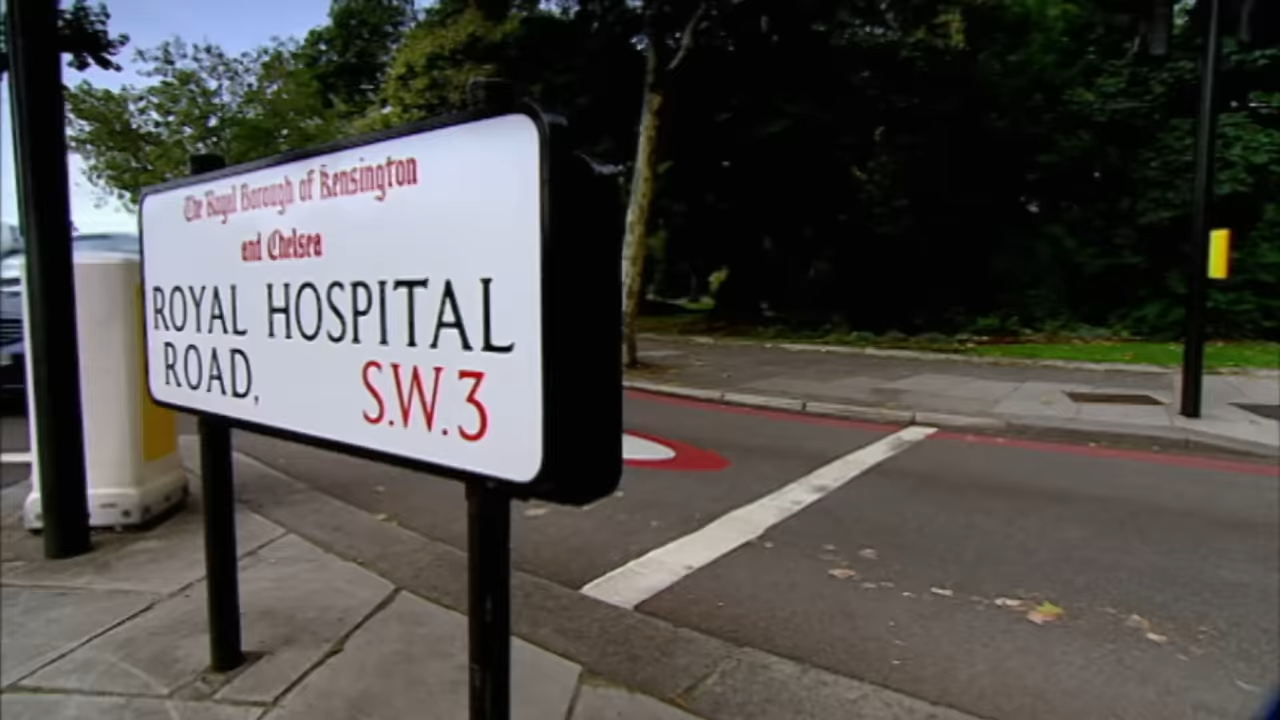 The Royal Borough of Kensington
and Chelsea
ROYAL HOSPITAL
ROAD, S.W.3